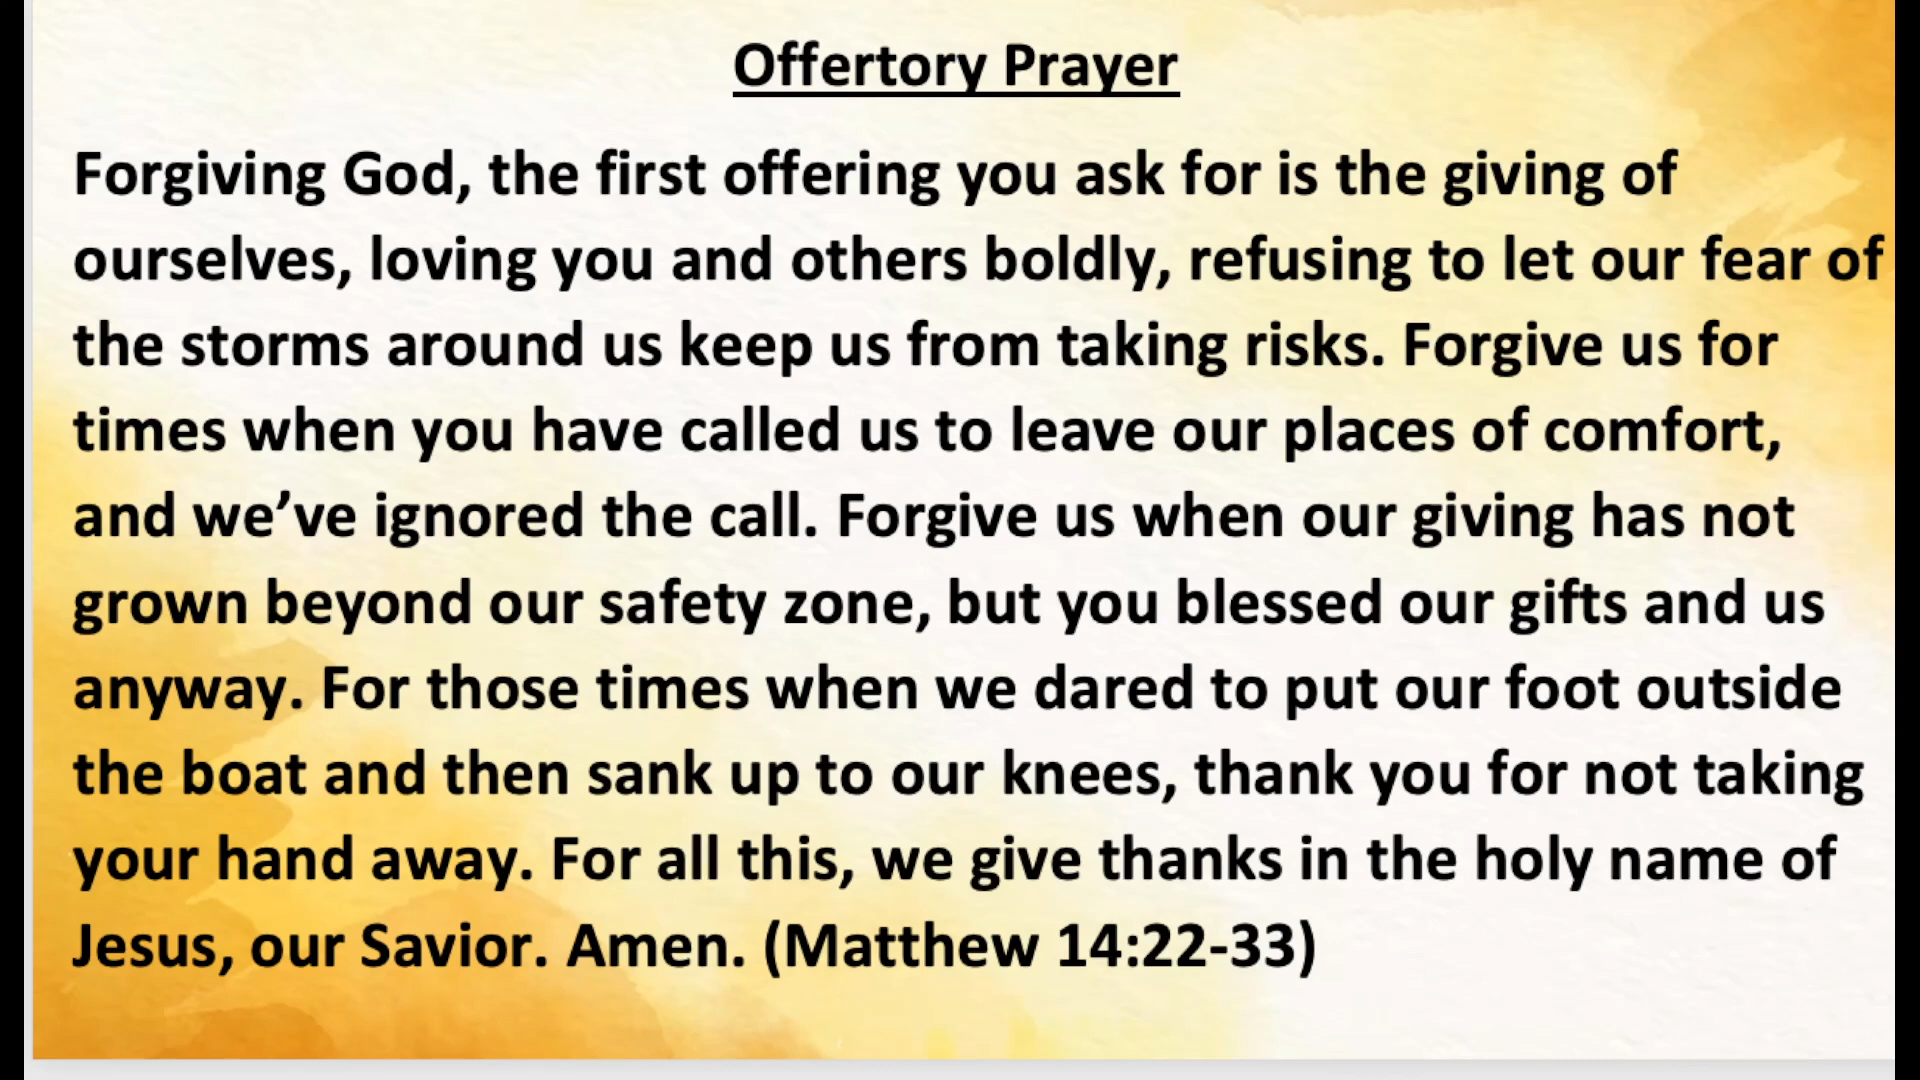 Offertory Prayer
Forgiving God, the first offering you ask for is the giving of
ourselves, loving you and others boldly, refusing to let our fear of
the storms around us keep us from taking risks. Forgive us for
times when you have called us to leave our places of comfort,
and we’ve ignored the call. Forgive us when our giving has not
grown beyond our safety zone, but you blessed our gifts and us
anyway. For those times when we dared to put our foot outside
the boat and then sank up to our knees, thank you for not taking
your hand away. For all this, we give thanks in the holy name of
Jesus, our Savior. Amen. (Matthew 14:22-33)